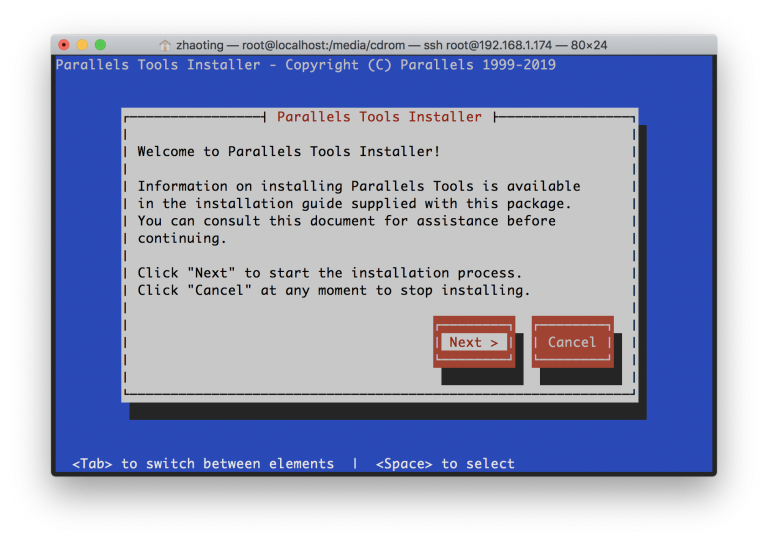 zhaoting — root@localhost:/media/cdrom — ssh root@192.168.1.174 — 80×24
Parallels Tools Installer - Copyright (C) Parallels 1999-2019
Parallels Tools Installer
Welcome to Parallels Tools Installer!
Information on installing Parallels Tools is available
in the installation guide supplied with this package.
You can consult this document for assistance before
continuing.
Click "Next" to start the installation process.
Click "Cancel" at any moment to stop installing.
Next > Cancel
<Tab> to switch between elements | <Space> to select